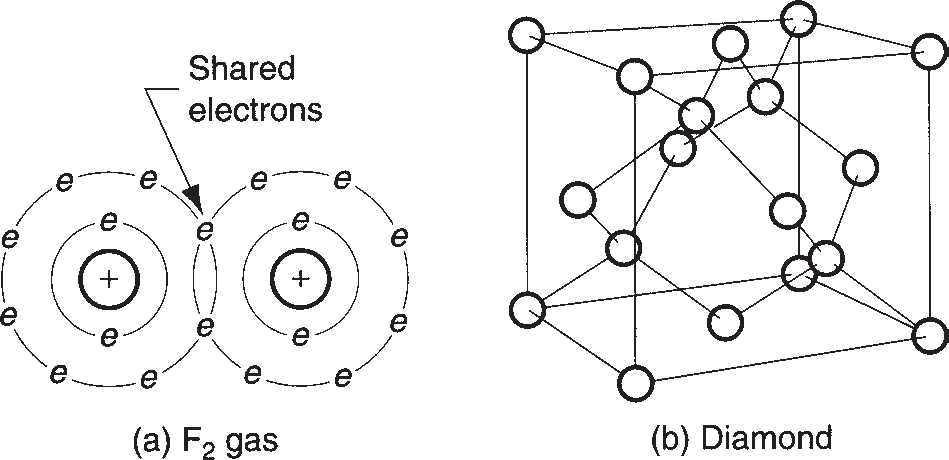 Shared
electrons
e e e e
e e e e e
+ +
e e e e e
e e e e
(a) F₂ gas
(b) Diamond